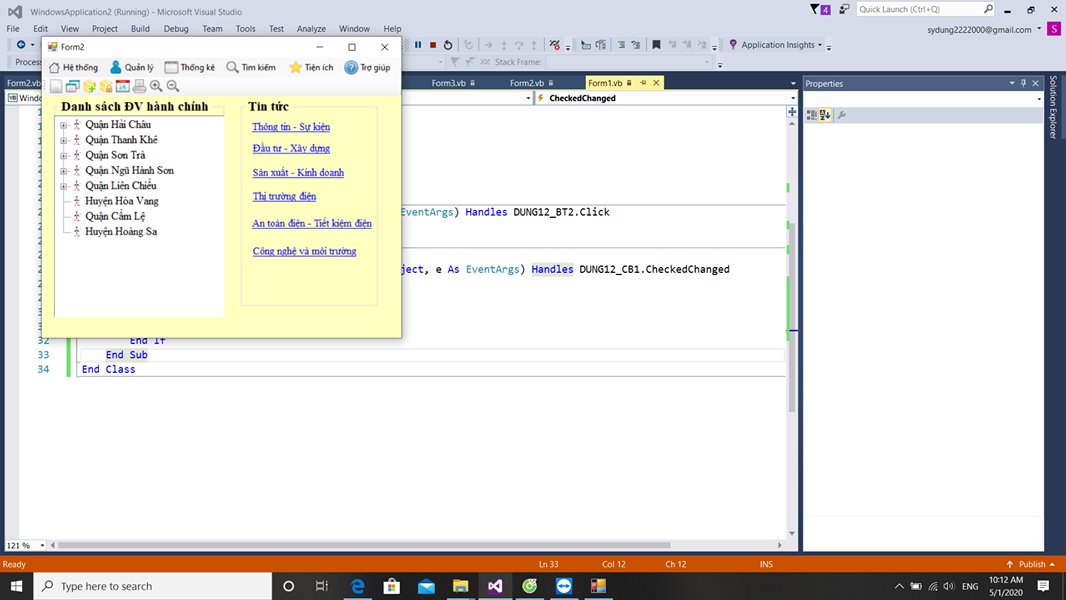 WindowsApplication2 (Running) - Microsoft Visual Studio
4
Quick Launch (Ctrl+Q)
File Edit View Project Build Debug Team Tools Test Analyze Window Help
sydung2222000@gmail.com
S
Application Insights
Process
Stack Frame:
Form2
Hệ thống Quản lý Thống kê Tìm kiếm Tiện ích Trợ giúp
Danh sách ĐV hành chính
Quận Hải Châu
Quận Thanh Khê
Quận Sơn Trà
Quận Ngũ Hành Sơn
Quận Liên Chiểu
Huyện Hòa Vang
Quận Cẩm Lệ
Huyện Hoàng Sa
Tin tức
Thông tin - Sự kiện
Đầu tư - Xây dựng
Sản xuất - Kinh doanh
Thị trường điện
An toàn điện - Tiết kiệm điện
Công nghệ và môi trường
Form2.vb
Form3.vb
Form2.vb
Form1.vb
Properties
Solution Explorer
CheckedChanged
EventArgs) Handles DUNG12_BT2.Click
ject, e As EventArgs) Handles DUNG12_CB1.CheckedChanged
32 End If
33 End Sub
34 End Class
121 %
Ready Ln 33 Col 12 Ch 12 INS Publish
Type here to search
ENG
10:12 AM
5/1/2020